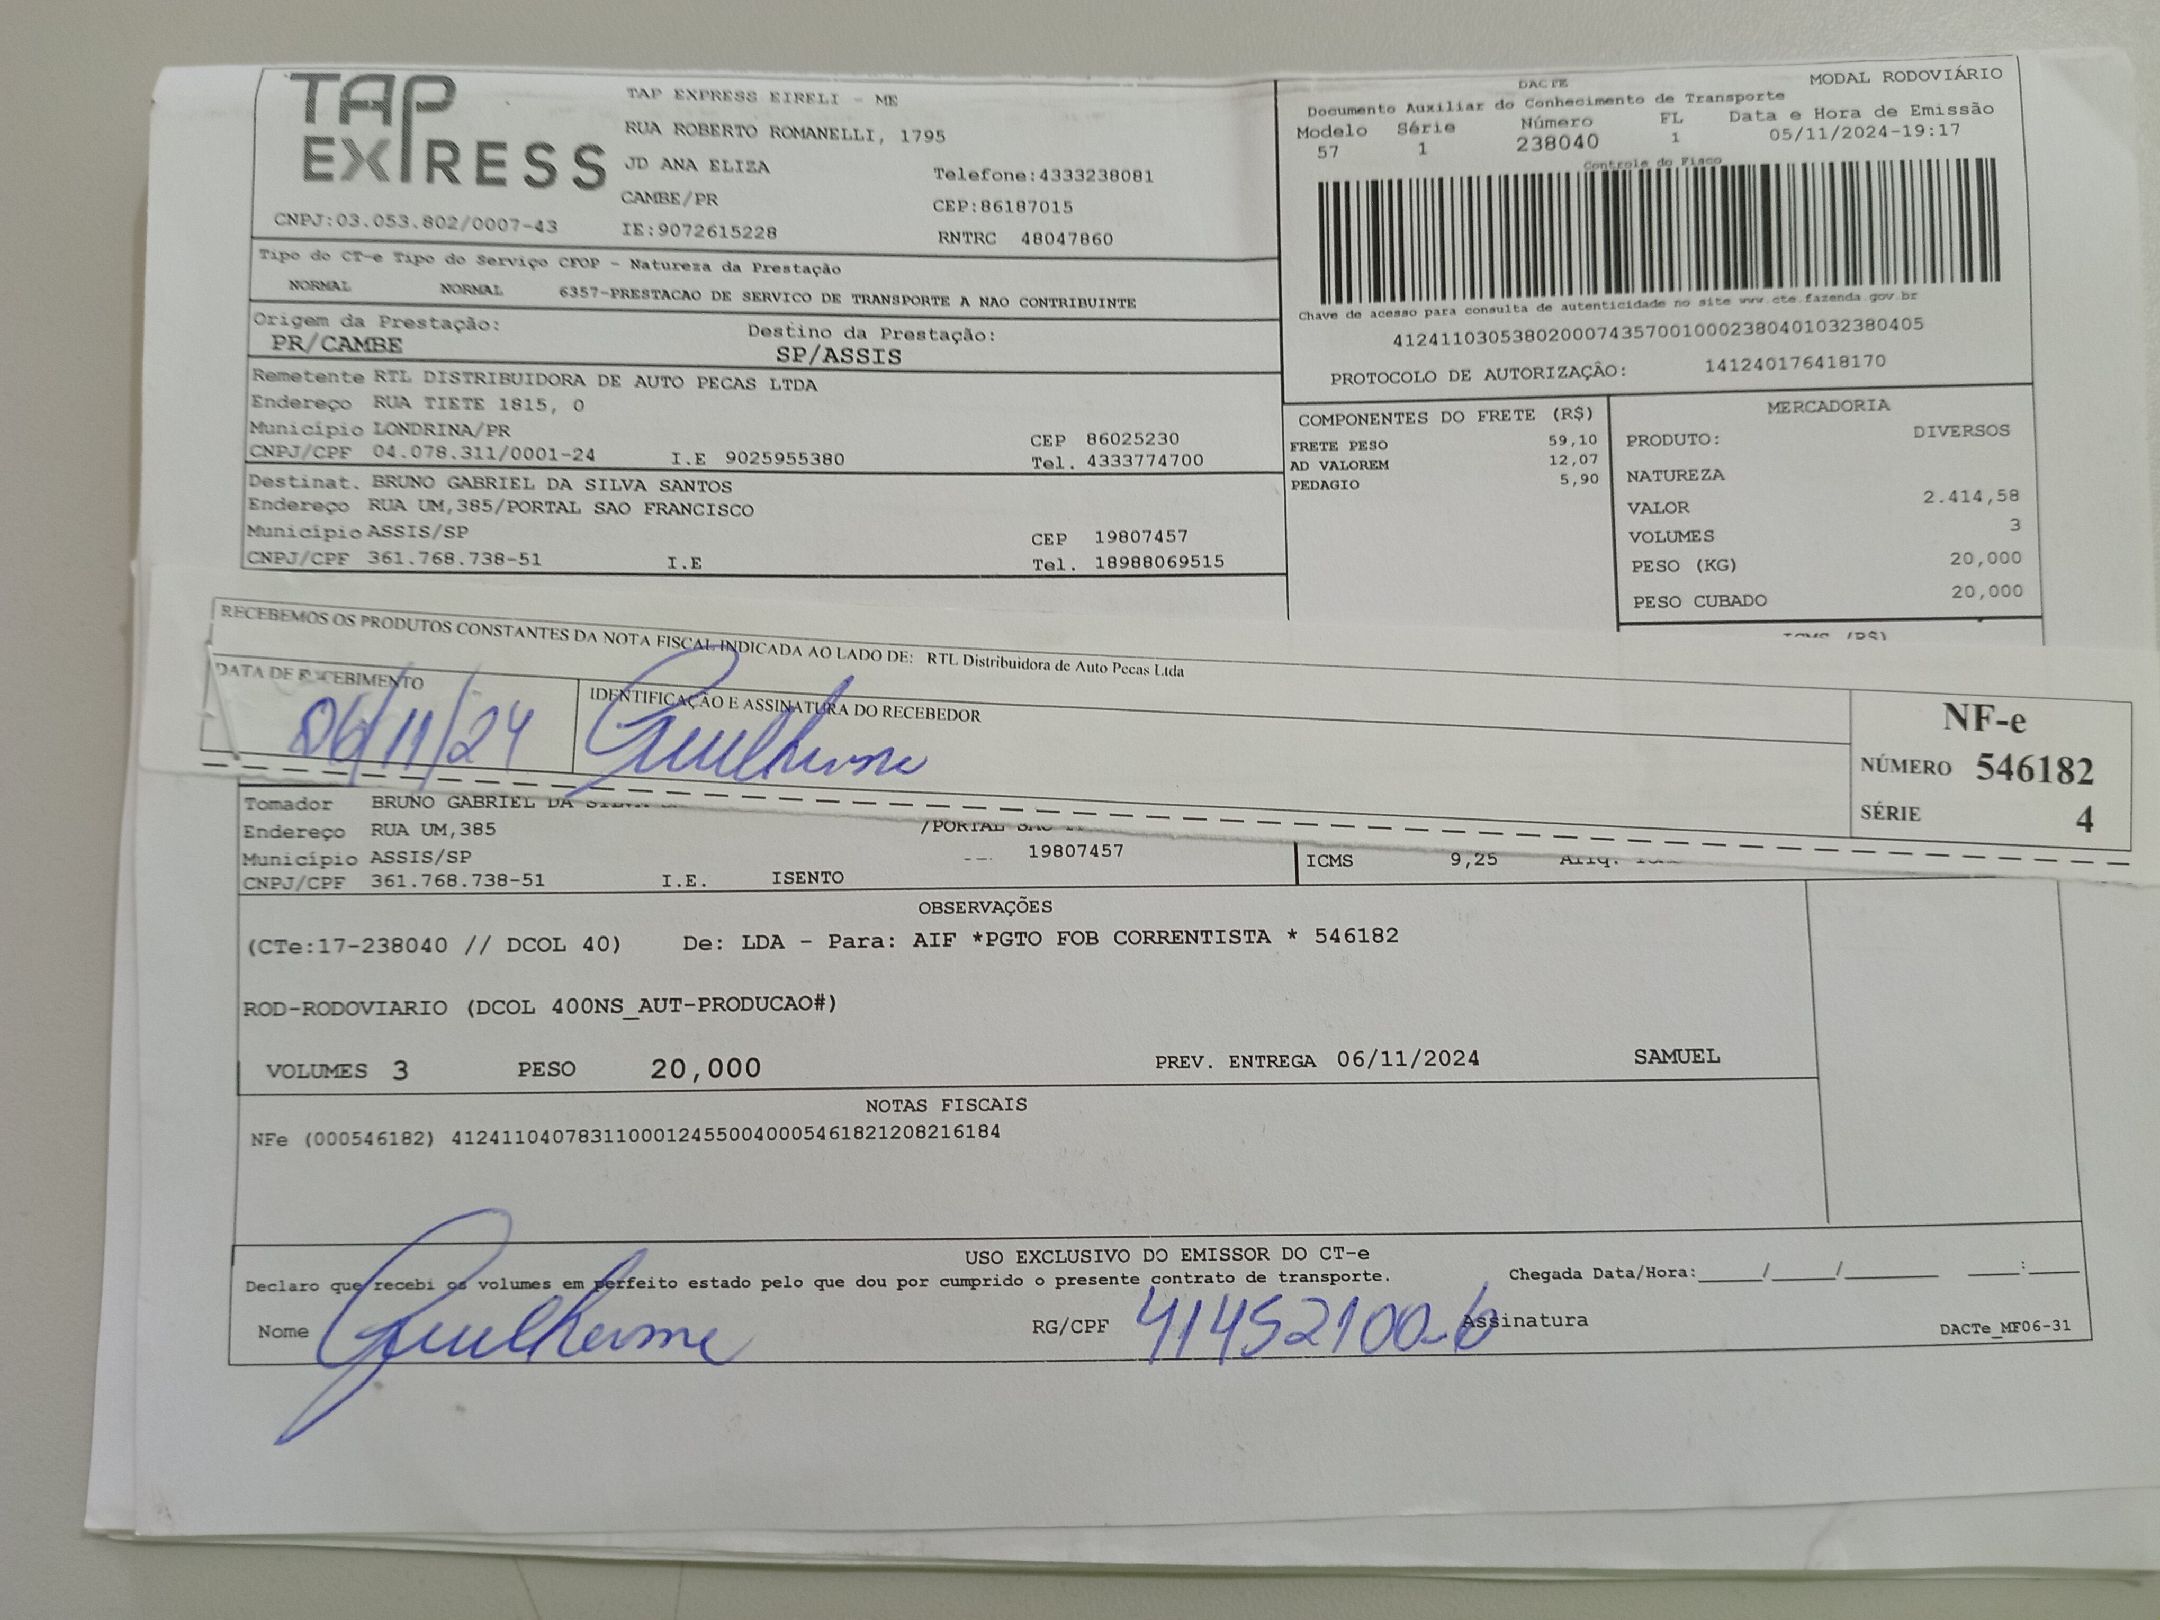 TAP EXPRESS
TAP EXPRESS EIRELI - ME
RUA ROBERTO ROMANELLI, 1795
JD ANA ELIZA
Telefone:4333238081
CAMBE/PR
CEP:86187015
CNPJ:03.053.802/0007-43
IE:9072615228
RNTRC 48047860
DACTE
MODAL RODOVIÁRIO
Documento Auxiliar do Conhecimento de Transporte
Modelo Série Número FL Data e Hora de Emissão
57 1 238040 1 05/11/2024-19:17
Controle do Fisco
Chave de acesso para consulta de autenticidade no site www.cte.fazenda.gov.br
41241103053802000743570010002380401032380405
PROTOCOLO DE AUTORIZAÇÃO: 141240176418170
Tipo do CT-e Tipo do Serviço CFOP - Natureza da Prestação
NORMAL NORMAL 6357-PRESTACAO DE SERVICO DE TRANSPORTE A NAO CONTRIBUINTE
Origem da Prestação: Destino da Prestação:
PR/CAMBE SP/ASSIS
Remetente RTL DISTRIBUIDORA DE AUTO PECAS LTDA
Endereço RUA TIETE 1815, 0
Município LONDRINA/PR CEP 86025230
CNPJ/CPF 04.078.311/0001-24 I.E 9025955380 Tel. 4333774700
Destinat. BRUNO GABRIEL DA SILVA SANTOS
Endereço RUA UM,385/PORTAL SAO FRANCISCO
Município ASSIS/SP CEP 19807457
CNPJ/CPF 361.768.738-51 I.E Tel. 18988069515
COMPONENTES DO FRETE (R$)
FRETE PESO 59,10
AD VALOREM 12,07
PEDAGIO 5,90
MERCADORIA
PRODUTO: DIVERSOS
NATUREZA
VALOR 2.414,58
VOLUMES 3
PESO (KG) 20,000
PESO CUBADO 20,000
RECEBEMOS OS PRODUTOS CONSTANTES DA NOTA FISCAL INDICADA AO LADO DE: RTL Distribuidora de Auto Pecas Ltda
DATA DE RECEBIMENTO
06/11/24
IDENTIFICAÇÃO E ASSINATURA DO RECEBEDOR
Guilherme
NF-e
NÚMERO 546182
SÉRIE 4
Tomador BRUNO GABRIEL DA SILVA
Endereço RUA UM,385 /PORTAL
Município ASSIS/SP 19807457
CNPJ/CPF 361.768.738-51 I.E. ISENTO
ICMS 9,25
OBSERVAÇÕES
(CTe:17-238040 // DCOL 40) De: LDA - Para: AIF *PGTO FOB CORRENTISTA * 546182
ROD-RODOVIARIO (DCOL 400NS_AUT-PRODUCAO#)
VOLUMES 3 PESO 20,000 PREV. ENTREGA 06/11/2024 SAMUEL
NOTAS FISCAIS
NFe (000546182) 41241104078311000124550040005461821208216184
USO EXCLUSIVO DO EMISSOR DO CT-e
Declaro que recebi os volumes em perfeito estado pelo que dou por cumprido o presente contrato de transporte. Chegada Data/Hora:_____/_____/_______ ____:____
Nome Guilherme RG/CPF 41452100-6 Assinatura
DACTe_MF06-31